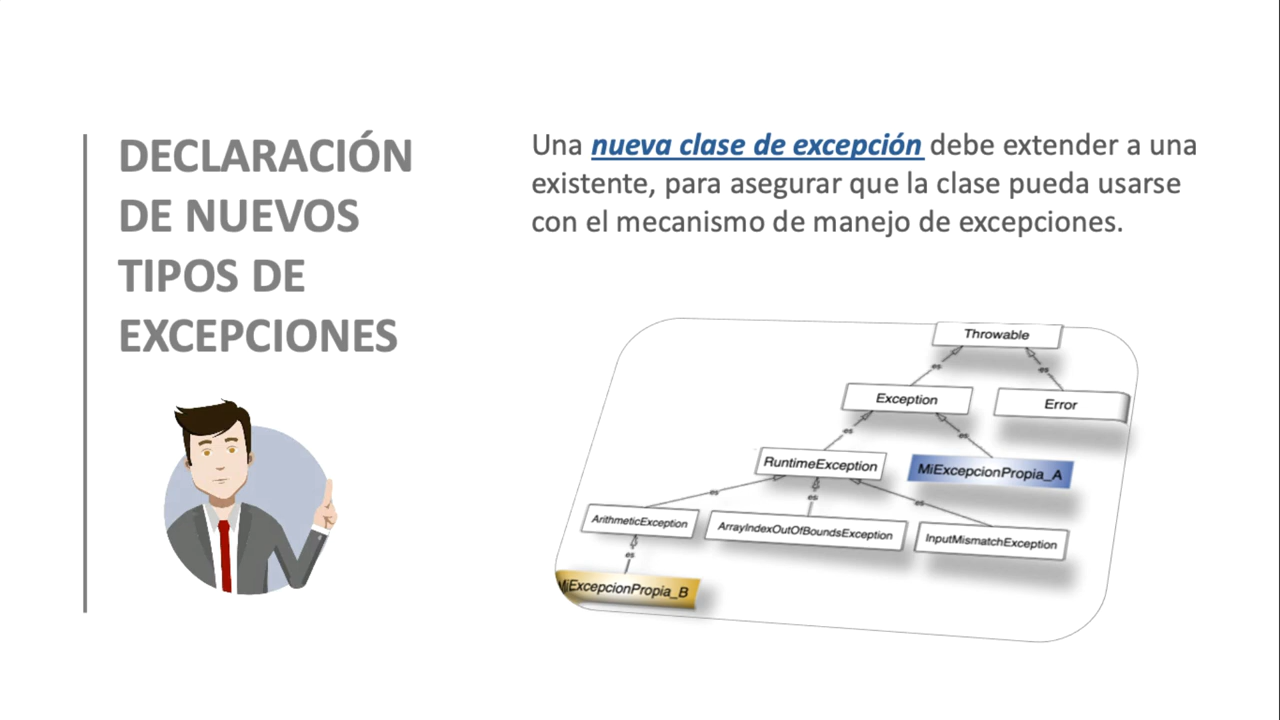 DECLARACIÓN
DE NUEVOS
TIPOS DE
EXCEPCIONES
Una nueva clase de excepción debe extender a una
existente, para asegurar que la clase pueda usarse
con el mecanismo de manejo de excepciones.
Throwable
es
es
Exception
Error
es
es
RuntimeException
MiExcepcionPropia_A
es
es
es
ArithmeticException
ArrayIndexOutOfBoundsException
InputMismatchException
es
MiExcepcionPropia_B